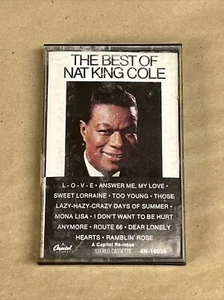 THE BEST OF
NAT KING COLE
L - O - V - E • ANSWER ME, MY LOVE •
SWEET LORRAINE • TOO YOUNG • THOSE
LAZY-HAZY-CRAZY DAYS OF SUMMER •
MONA LISA • I DON'T WANT TO BE HURT
ANYMORE • ROUTE 66 • DEAR LONELY
HEARTS • RAMBLIN' ROSE
A Capitol Re-issue
Capitol STEREO CASSETTE 4N-16036